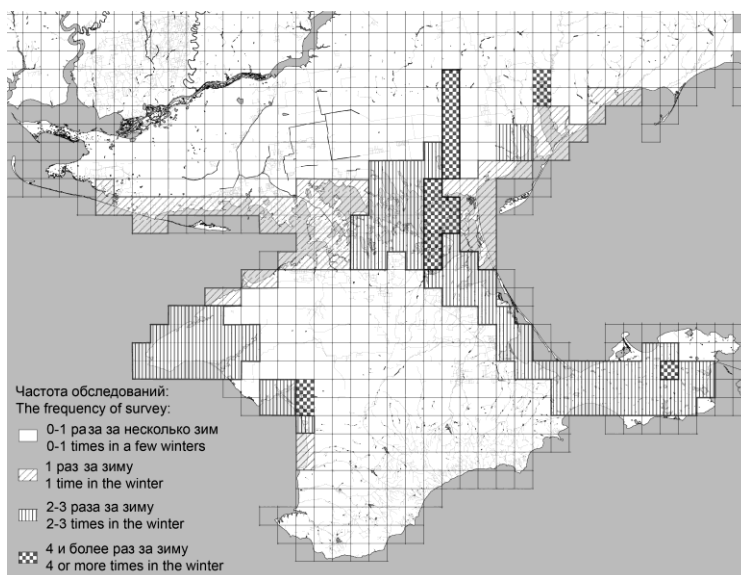 Частота обследований:
The frequency of survey:
0-1 раза за несколько зим
0-1 times in a few winters
1 раз за зиму
1 time in the winter
2-3 раза за зиму
2-3 times in the winter
4 и более раз за зиму
4 or more times in the winter